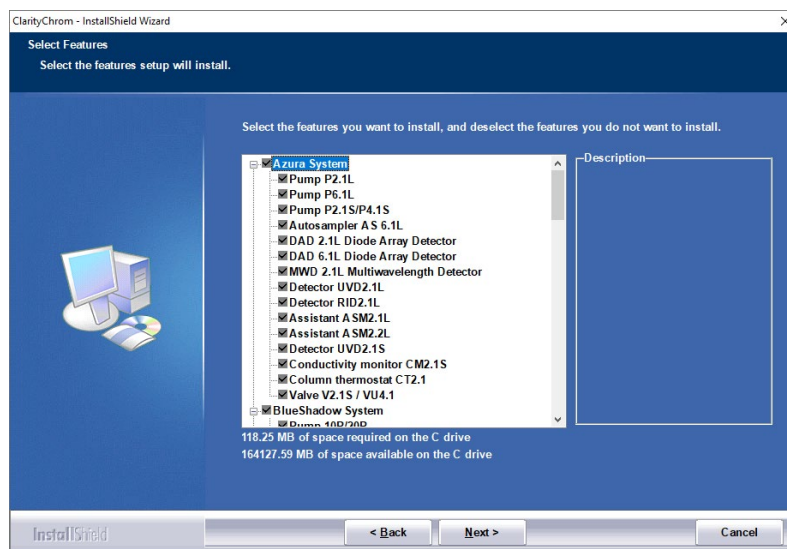 ClarityChrom - InstallShield Wizard
Select Features
Select the features setup will install.
Select the features you want to install, and deselect the features you do not want to install.
Azura System
Pump P2.1L
Pump P6.1L
Pump P2.1S/P4.1S
Autosampler AS 6.1L
DAD 2.1L Diode Array Detector
DAD 6.1L Diode Array Detector
MWD 2.1L Multiwavelength Detector
Detector UVD2.1L
Detector RID2.1L
Assistant ASM2.1L
Assistant ASM2.2L
Detector UVD2.1S
Conductivity monitor CM2.1S
Column thermostat CT2.1
Valve V2.1S / VU4.1
BlueShadow System
Pump 10P/20P
Description
118.25 MB of space required on the C drive
164127.59 MB of space available on the C drive
InstallShield
< Back
Next >
Cancel